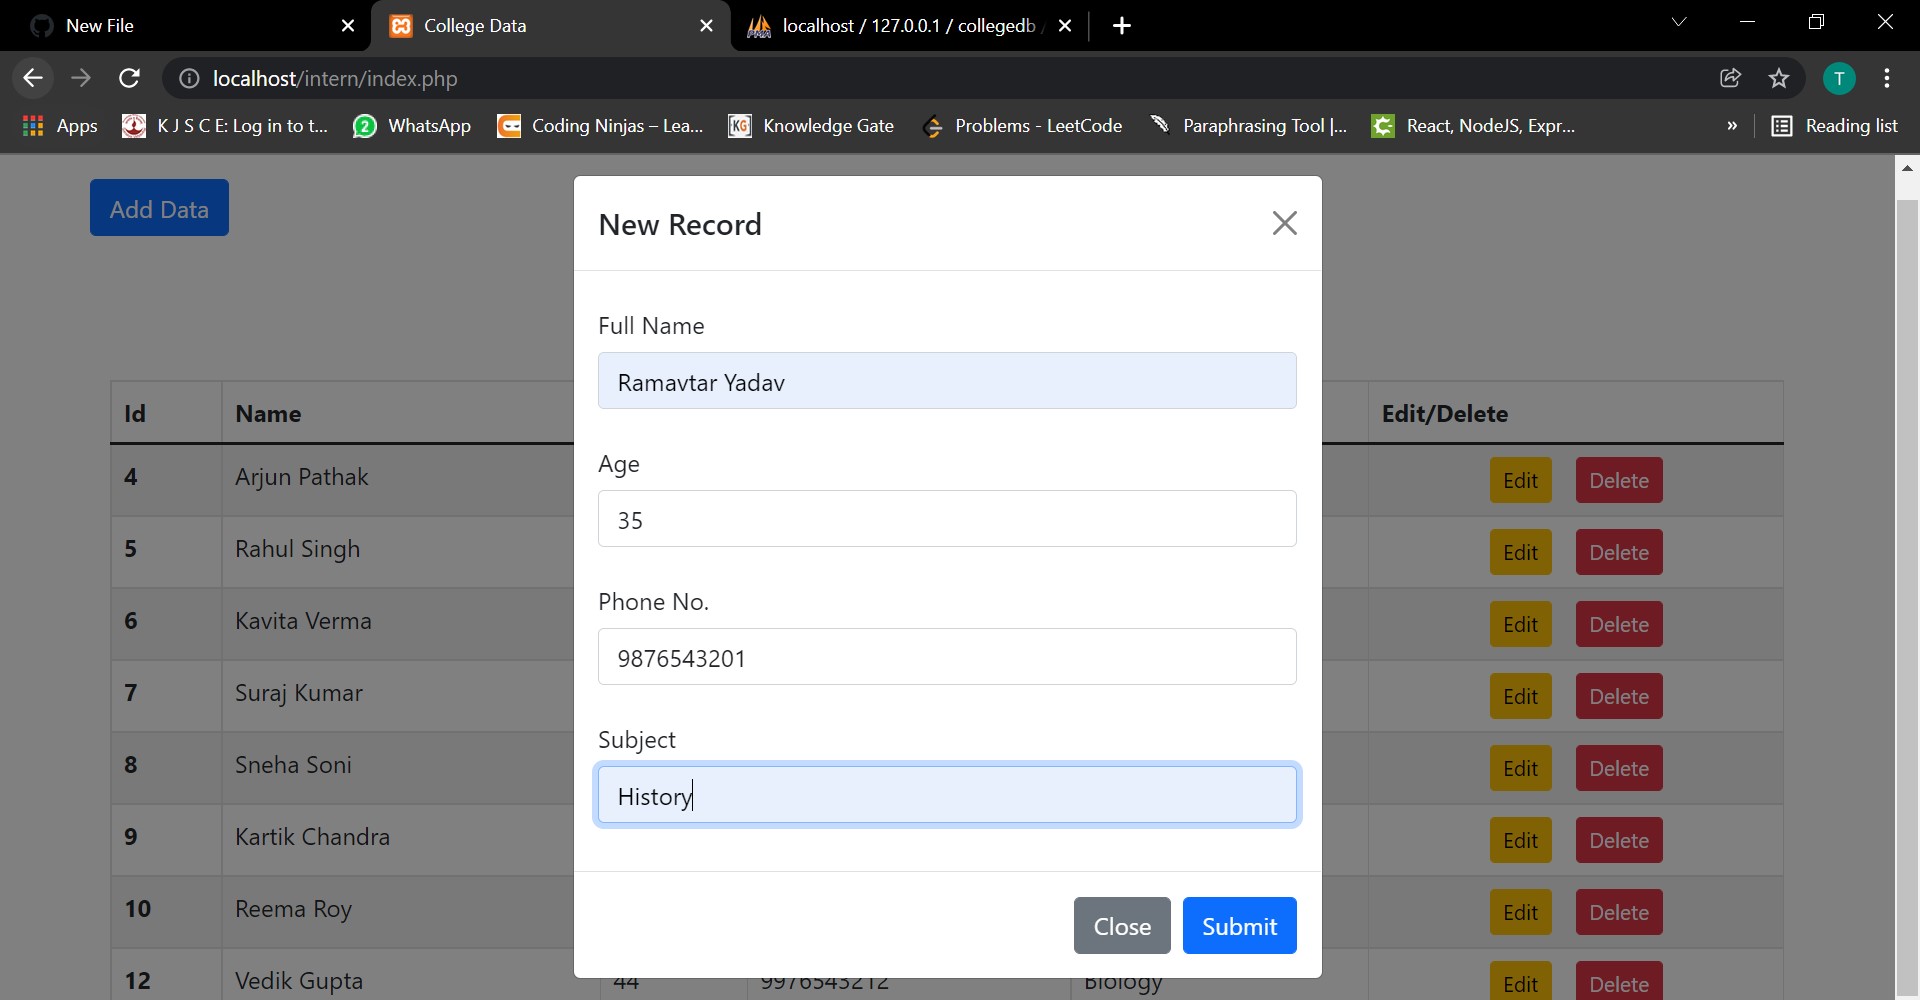 New File
College Data
localhost / 127.0.0.1 / collegedb /
localhost/intern/index.php
T
Apps
K J S C E: Log in to t...
2
WhatsApp
Coding Ninjas – Lea...
KG
Knowledge Gate
Problems - LeetCode
Paraphrasing Tool |...
React, NodeJS, Expr...
»
Reading list
Add Data
New Record
Full Name
Ramavtar Yadav
Age
35
Phone No.
9876543201
Subject
History
Close
Submit
Id Name Edit/Delete
4 Arjun Pathak Edit Delete
5 Rahul Singh Edit Delete
6 Kavita Verma Edit Delete
7 Suraj Kumar Edit Delete
8 Sneha Soni Edit Delete
9 Kartik Chandra Edit Delete
10 Reema Roy Edit Delete
12 Vedik Gupta 44 9976543212 Biology Edit Delete